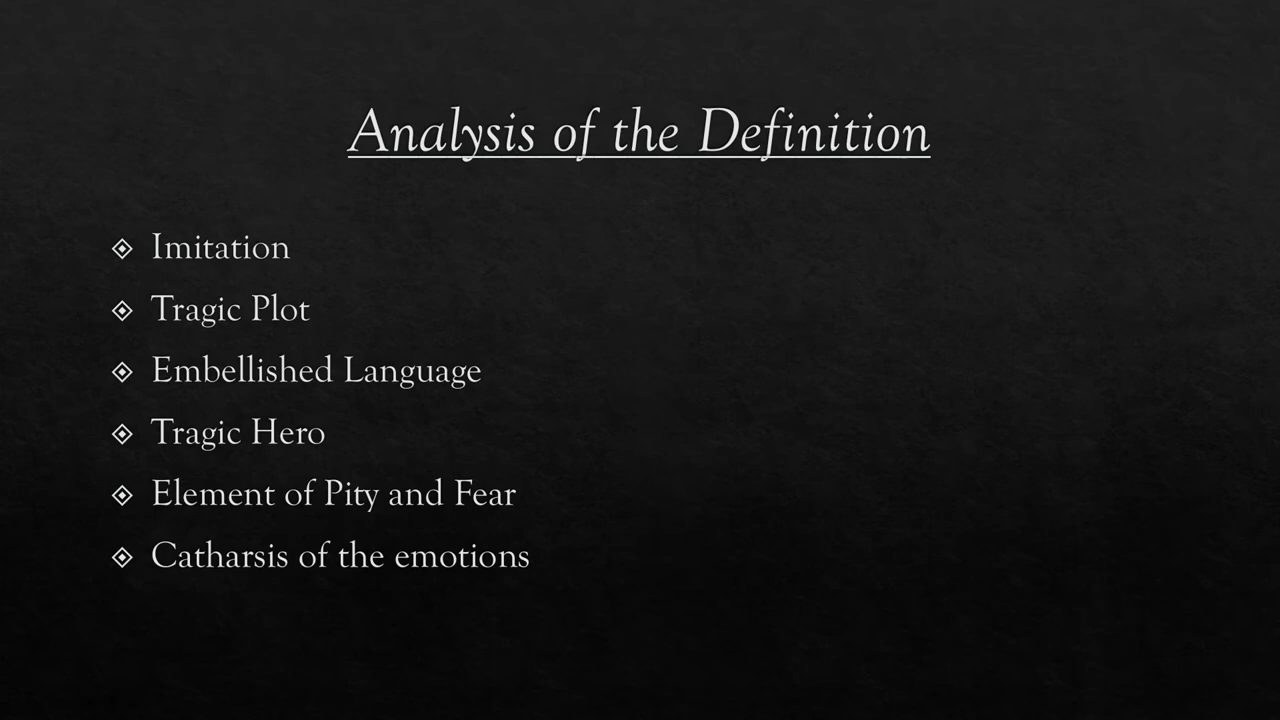 Analysis of the Definition
Imitation
Tragic Plot
Embellished Language
Tragic Hero
Element of Pity and Fear
Catharsis of the emotions